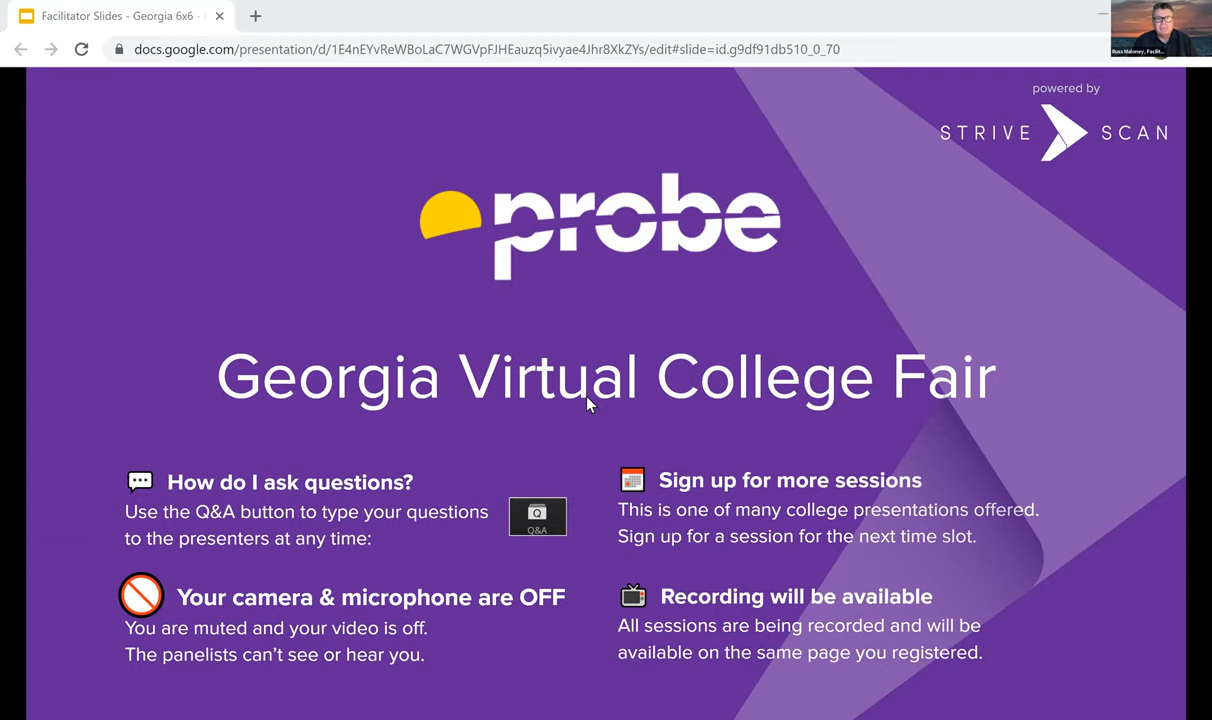 Facilitator Slides - Georgia 6x6 -
docs.google.com/presentation/d/1E4nEYvReWBoLaC7WGVpFJHEauzq5ivyae4Jhr8XkZYs/edit#slide=id.g9df91db510_0_70
Russ Maloney, Facilit...
powered by
STRIVE SCAN
probe
Georgia Virtual College Fair
How do I ask questions?
Use the Q&A button to type your questions
to the presenters at any time:
Q
Q&A
Your camera & microphone are OFF
You are muted and your video is off.
The panelists can't see or hear you.
Sign up for more sessions
This is one of many college presentations offered.
Sign up for a session for the next time slot.
Recording will be available
All sessions are being recorded and will be
available on the same page you registered.